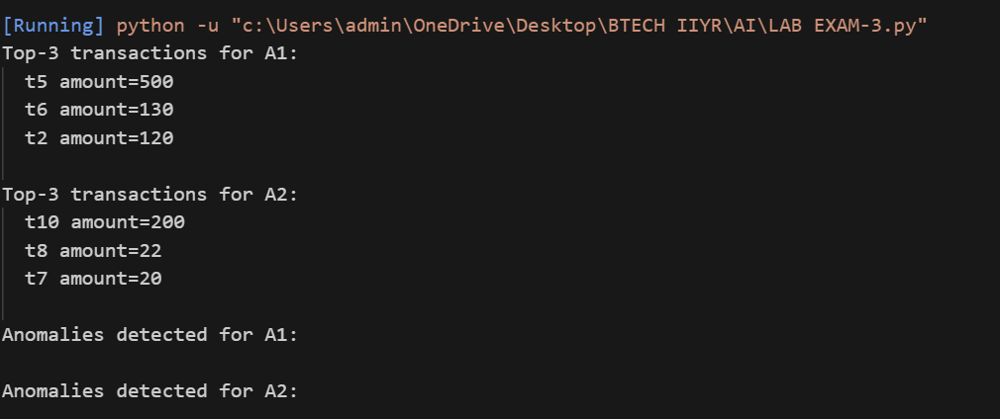 [Running] python -u "c:\Users\admin\OneDrive\Desktop\BTECH IIYR\AI\LAB EXAM-3.py"
Top-3 transactions for A1:
  t5 amount=500
  t6 amount=130
  t2 amount=120

Top-3 transactions for A2:
  t10 amount=200
  t8 amount=22
  t7 amount=20

Anomalies detected for A1:

Anomalies detected for A2: